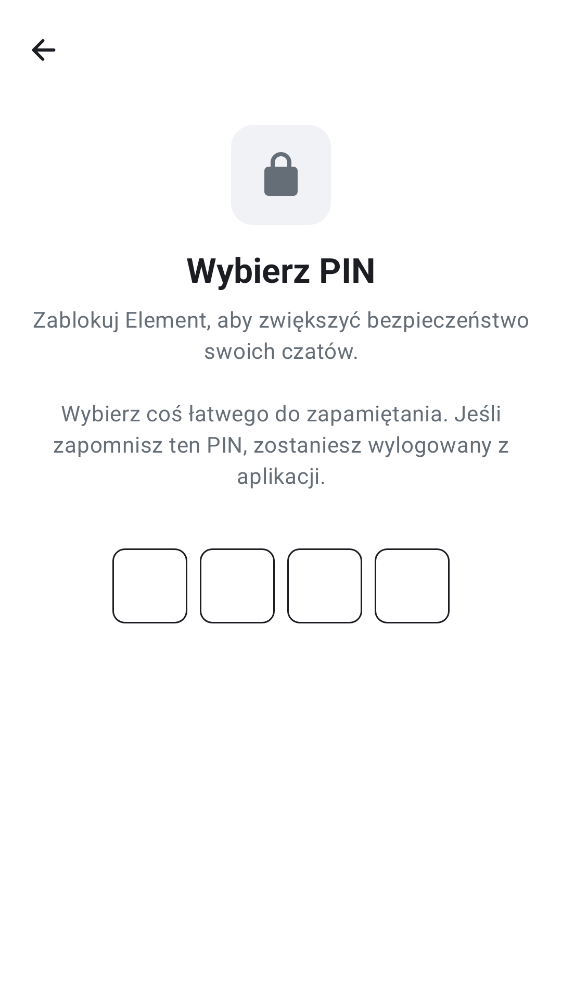 Wybierz PIN
Zablokuj Element, aby zwiększyć bezpieczeństwo
swoich czatów.
Wybierz coś łatwego do zapamiętania. Jeśli
zapomnisz ten PIN, zostaniesz wylogowany z
aplikacji.